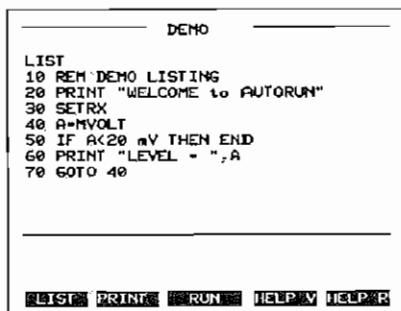 DEMO
LIST
10 REM DEMO LISTING
20 PRINT "WELCOME to AUTORUN"
30 SETRX
40 A=MVOLT
50 IF A<20 mV THEN END
60 PRINT "LEVEL = ",A
70 GOTO 40
LIST PRINT RUN HELP V HELP R